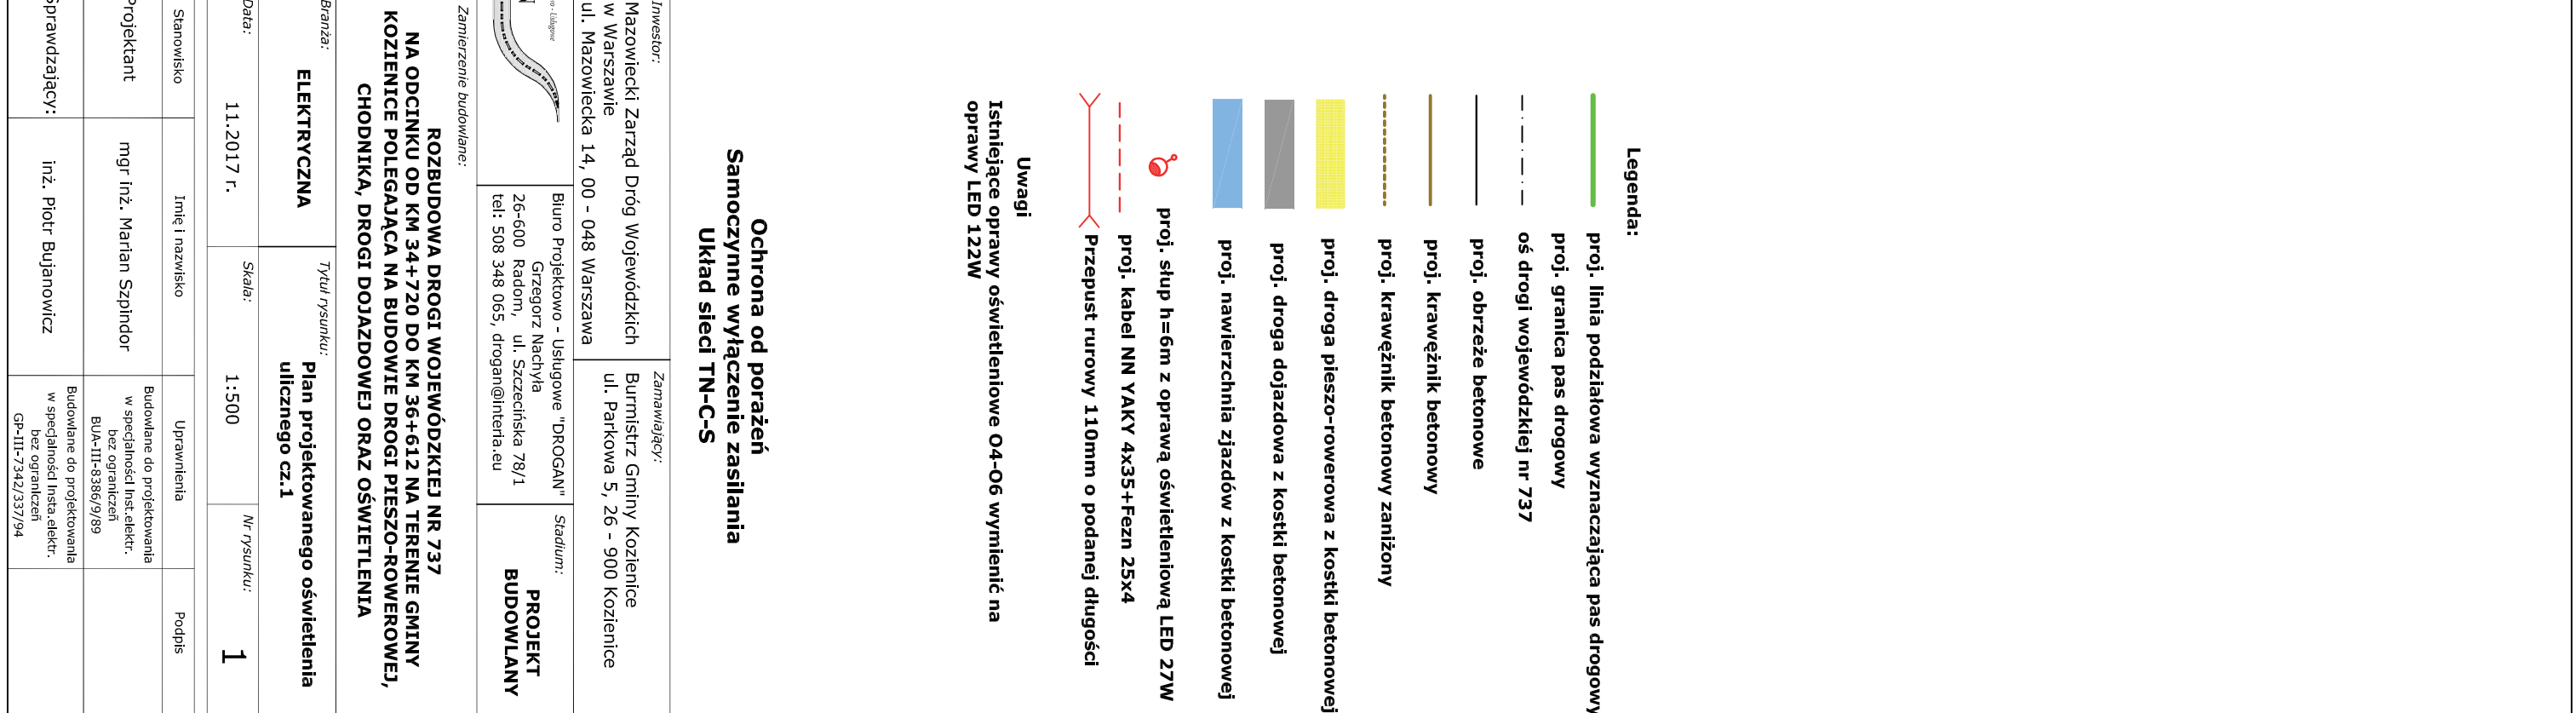 Legenda:
proj. linia podziałowa wyznaczająca pas drogowy
proj. granica pas drogowy
oś drogi wojewódzkiej nr 737
proj. obrzeże betonowe
proj. krawężnik betonowy
proj. krawężnik betonowy zaniżony
proj. droga pieszo-rowerowa z kostki betonowej
proj. droga dojazdowa z kostki betonowej
proj. nawierzchnia zjazdów z kostki betonowej
proj. słup h=6m z oprawą oświetleniową LED 27W
proj. kabel NN YAKY 4x35+Fezn 25x4
Przepust rurowy 110mm o podanej długości
Uwagi
Istniejące oprawy oświetleniowe O4-O6 wymienić na
oprawy LED 122W
Ochrona od porażeń
Samoczynne wyłączenie zasilania
Układ sieci TN-C-S
Inwestor:
Mazowiecki Zarząd Dróg Wojewódzkich
w Warszawie
ul. Mazowiecka 14, 00 - 048 Warszawa
Zamawiający:
Burmistrz Gminy Kozienice
ul. Parkowa 5, 26 - 900 Kozienice
wo - Usługowe
N
Biuro Projektowo - Usługowe "DROGAN"
Grzegorz Nachyła
26-600 Radom, ul. Szczecińska 78/1
tel: 508 348 065, drogan@interia.eu
Stadium:
PROJEKT
BUDOWLANY
Zamierzenie budowlane:
ROZBUDOWA DROGI WOJEWÓDZKIEJ NR 737
NA ODCINKU OD KM 34+720 DO KM 36+612 NA TERENIE GMINY
KOZIENICE POLEGAJĄCA NA BUDOWIE DROGI PIESZO-ROWEROWEJ,
CHODNIKA, DROGI DOJAZDOWEJ ORAZ OŚWIETLENIA
Branża:
ELEKTRYCZNA
Tytuł rysunku:
Plan projektowanego oświetlenia
ulicznego cz.1
Data:
11.2017 r.
Skala:
1:500
Nr rysunku:
1
Stanowisko
Imię i nazwisko
Uprawnienia
Podpis
Projektant
mgr inż. Marian Szpindor
Budowlane do projektowania
w specjalności Inst.elektr.
bez ograniczeń
BUA-III-8386/9/89
Sprawdzający:
inż. Piotr Bujanowicz
Budowlane do projektowania
w specjalności Insta.elektr.
bez ograniczeń
GP-III-7342/337/94